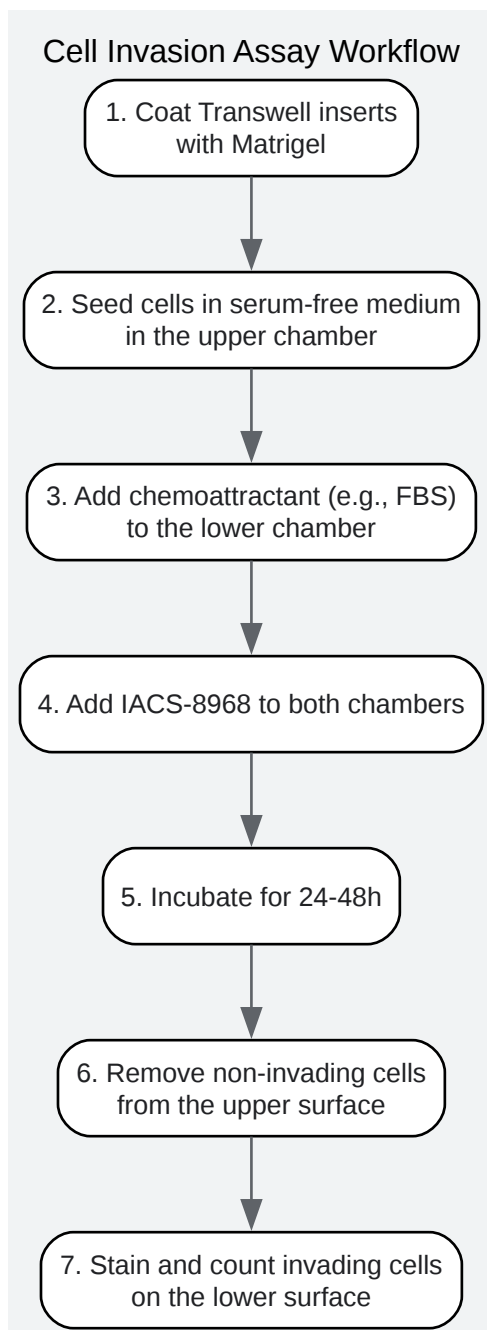 Cell Invasion Assay Workflow
1. Coat Transwell inserts
with Matrigel
2. Seed cells in serum-free medium
in the upper chamber
3. Add chemoattractant (e.g., FBS)
to the lower chamber
4. Add IACS-8968 to both chambers
5. Incubate for 24-48h
6. Remove non-invading cells
from the upper surface
7. Stain and count invading cells
on the lower surface